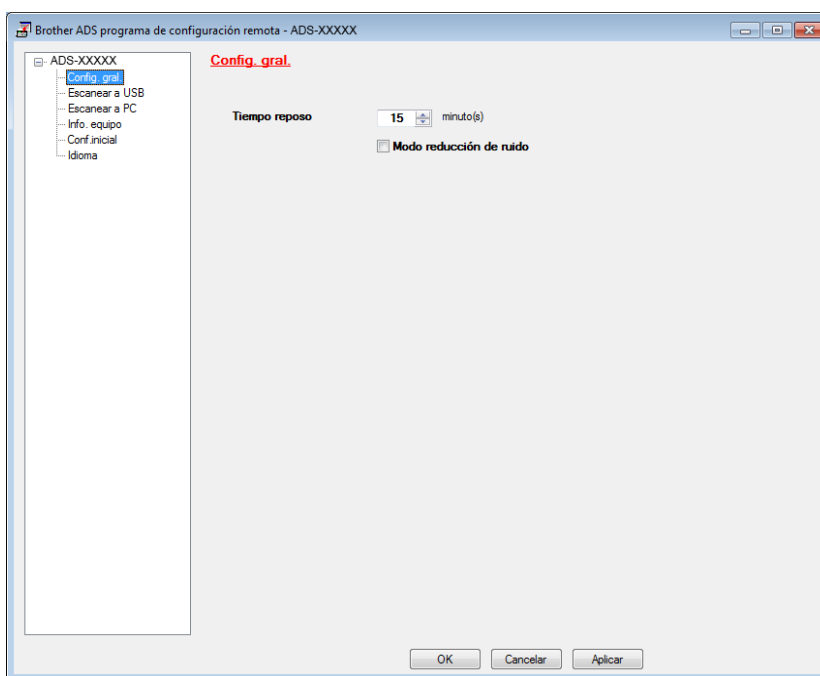 Brother ADS programa de configuración remota - ADS-XXXXX
ADS-XXXXX
Config. gral.
Escanear a USB
Escanear a PC
Info. equipo
Conf.inicial
Idioma
Config. gral.
Tiempo reposo 15 minuto(s)
Modo reducción de ruido
OK Cancelar Aplicar